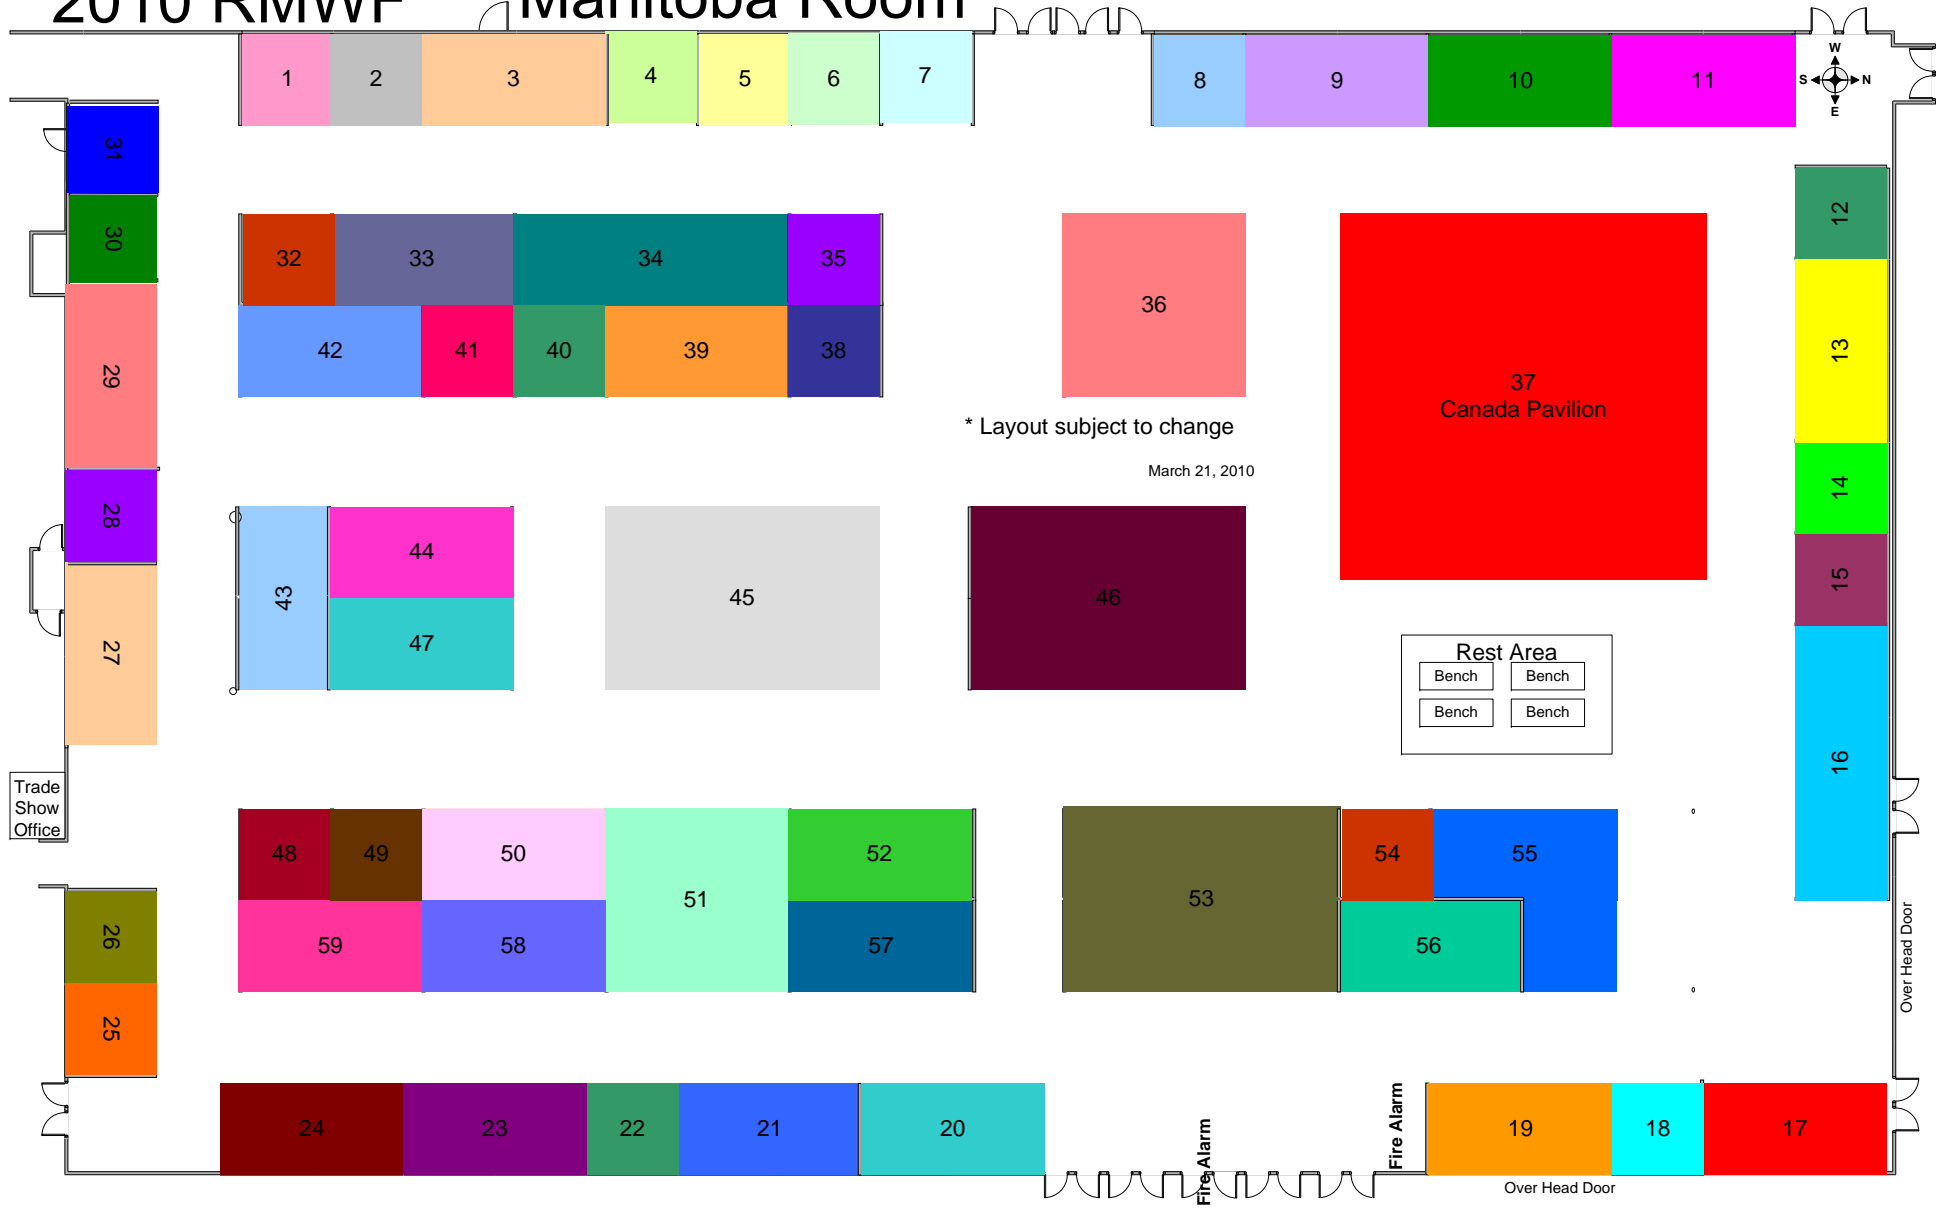 2010 RMWF Manitoba Room
1 2 3 4 5 6 7 8 9 10 11
W
S N
E
31
30
29
28
27
12
13
14
15
16
32 33 34 35
36
42 41 40 39 38
37
Canada Pavilion
* Layout subject to change
March 21, 2010
43
44
47
45
46
Rest Area
Bench Bench
Bench Bench
Trade
Show
Office
48 49 50 51 52
53
54 55
59 58 57
56
26
25
Over Head Door
24 23 22 21 20
Fire Alarm
Fire Alarm
19 18 17
Over Head Door